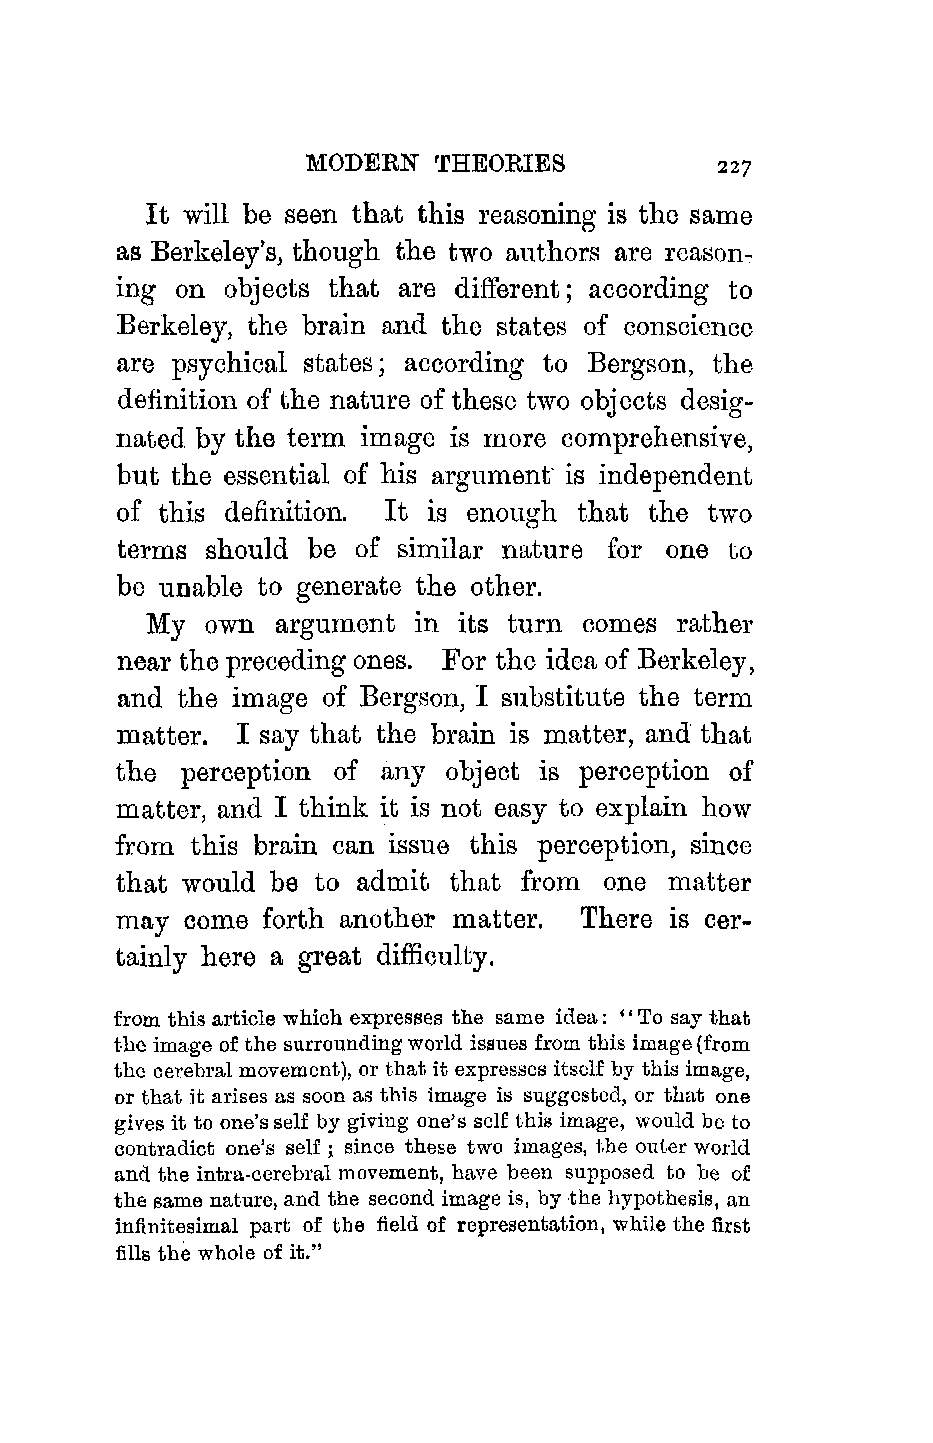 MODERN THEORIES 227
It will be seen that this reasoning is the same
as Berkeley's, though the two authors are reason-
ing on objects that are different; according to
Berkeley, the brain and the states of conscience
are psychical states; according to Bergson, the
definition of the nature of these two objects desig-
nated by the term image is more comprehensive,
but the essential of his argument is independent
of this definition. It is enough that the two
terms should be of similar nature for one to
be unable to generate the other.
My own argument in its turn comes rather
near the preceding ones. For the idea of Berkeley,
and the image of Bergson, I substitute the term
matter. I say that the brain is matter, and that
the perception of any object is perception of
matter, and I think it is not easy to explain how
from this brain can issue this perception, since
that would be to admit that from one matter
may come forth another matter. There is cer-
tainly here a great difficulty.
from this article which expresses the same idea: "To say that
the image of the surrounding world issues from this image (from
the cerebral movement), or that it expresses itself by this image,
or that it arises as soon as this image is suggested, or that one
gives it to one's self by giving one's self this image, would be to
contradict one's self; since these two images, the outer world
and the intra-cerebral movement, have been supposed to be of
the same nature, and the second image is, by the hypothesis, an
infinitesimal part of the field of representation, while the first
fills the whole of it."